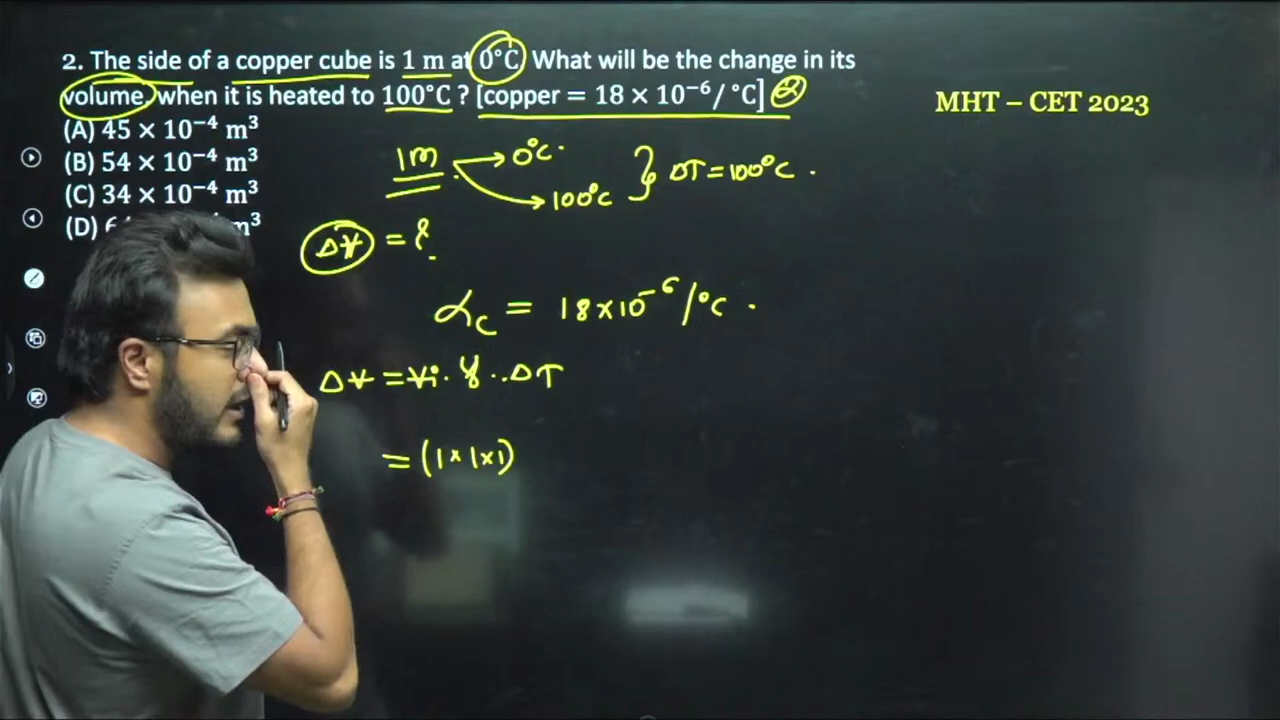 2. The side of a copper cube is 1 m at 0°C. What will be the change in its
volume, when it is heated to 100°C ? [copper = 18 × 10⁻⁶/ °C] α
MHT – CET 2023
(A) 45 × 10⁻⁴ m³
(B) 54 × 10⁻⁴ m³
(C) 34 × 10⁻⁴ m³
(D) m³
1m → 0°C.
→ 100°C } ΔT = 100°C .
ΔV = ?
α_C = 18×10⁻⁶/°C .
ΔV = Vi . γ . . ΔT
= (1×1×1)